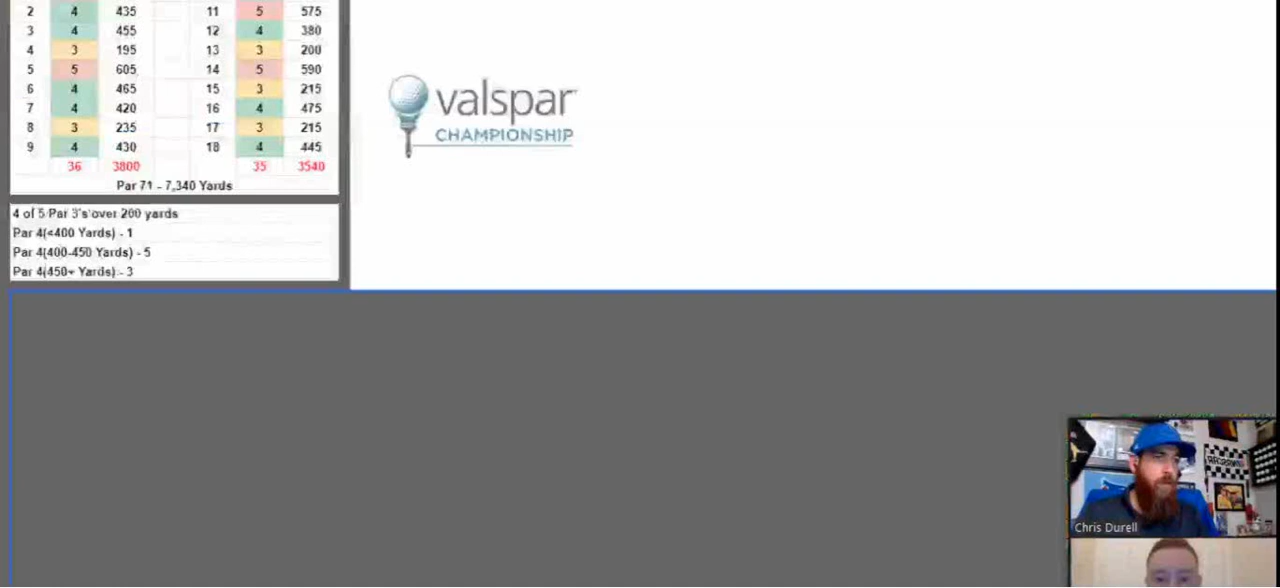 2 4 435 11 5 575
3 4 455 12 4 380
4 3 195 13 3 200
5 5 605 14 5 590
6 4 465 15 3 215
7 4 420 16 4 475
8 3 235 17 3 215
9 4 430 18 4 445
36 3800 35 3540
Par 71 - 7,340 Yards
4 of 5 Par 3's over 200 yards
Par 4(<400 Yards) - 1
Par 4(400-450 Yards) - 5
Par 4(450+ Yards) - 3
valspar
CHAMPIONSHIP
Chris Durell